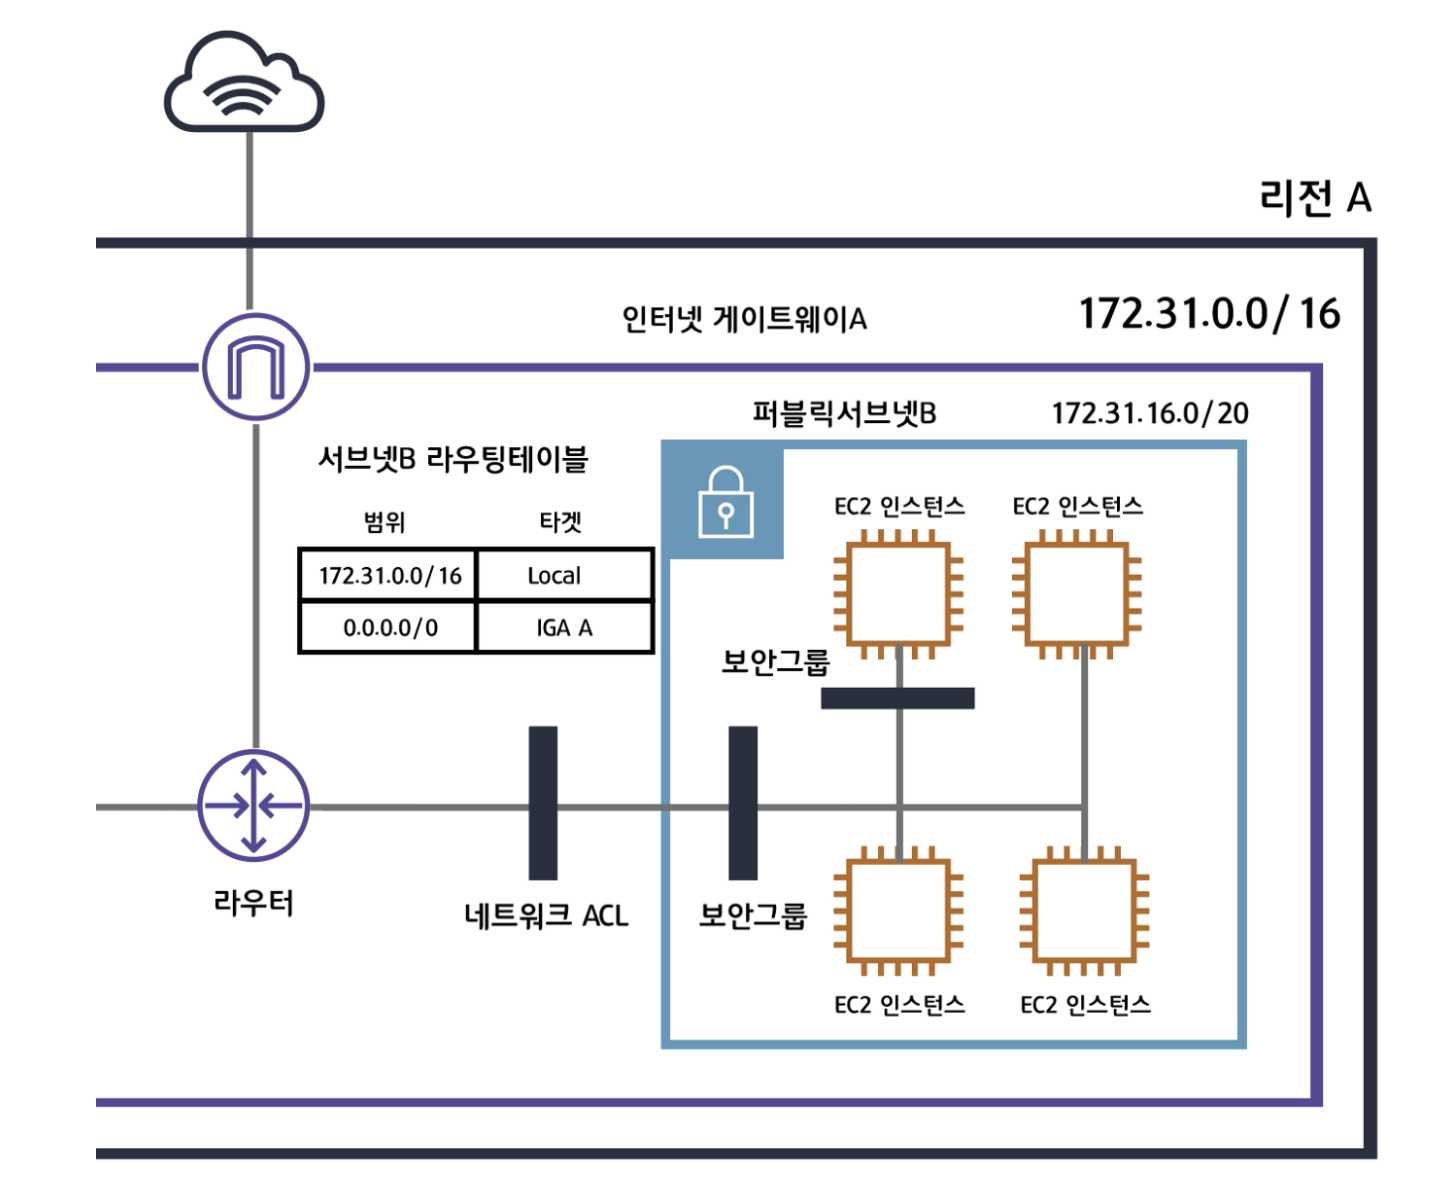 리전 A
인터넷 게이트웨이A
172.31.0.0/16
퍼블릭서브넷B
172.31.16.0/20
서브넷B 라우팅테이블
범위 타겟
172.31.0.0/16 Local
0.0.0.0/0 IGA A
EC2 인스턴스
EC2 인스턴스
보안그룹
라우터
네트워크 ACL
보안그룹
EC2 인스턴스
EC2 인스턴스